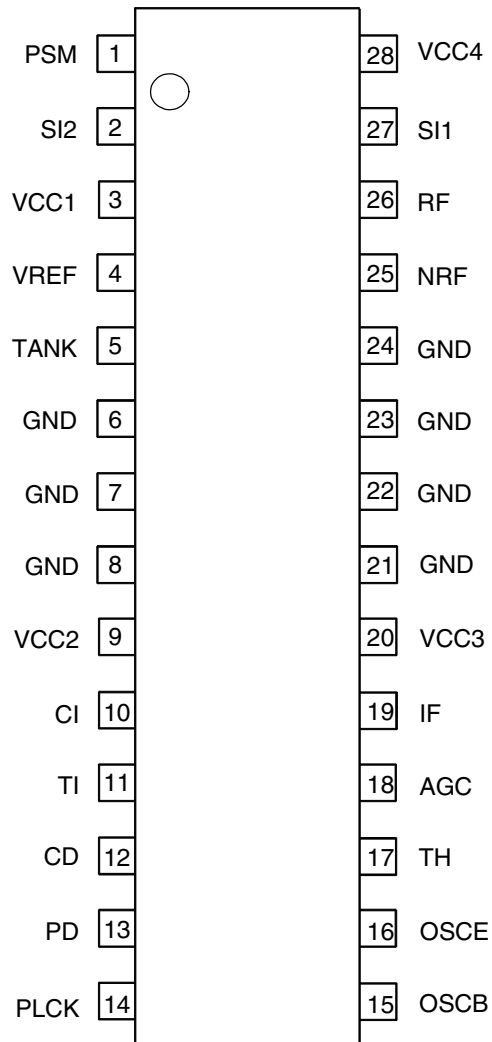 PSM 1 28 VCC4
SI2 2 27 SI1
VCC1 3 26 RF
VREF 4 25 NRF
TANK 5 24 GND
GND 6 23 GND
GND 7 22 GND
GND 8 21 GND
VCC2 9 20 VCC3
CI 10 19 IF
TI 11 18 AGC
CD 12 17 TH
PD 13 16 OSCE
PLCK 14 15 OSCB